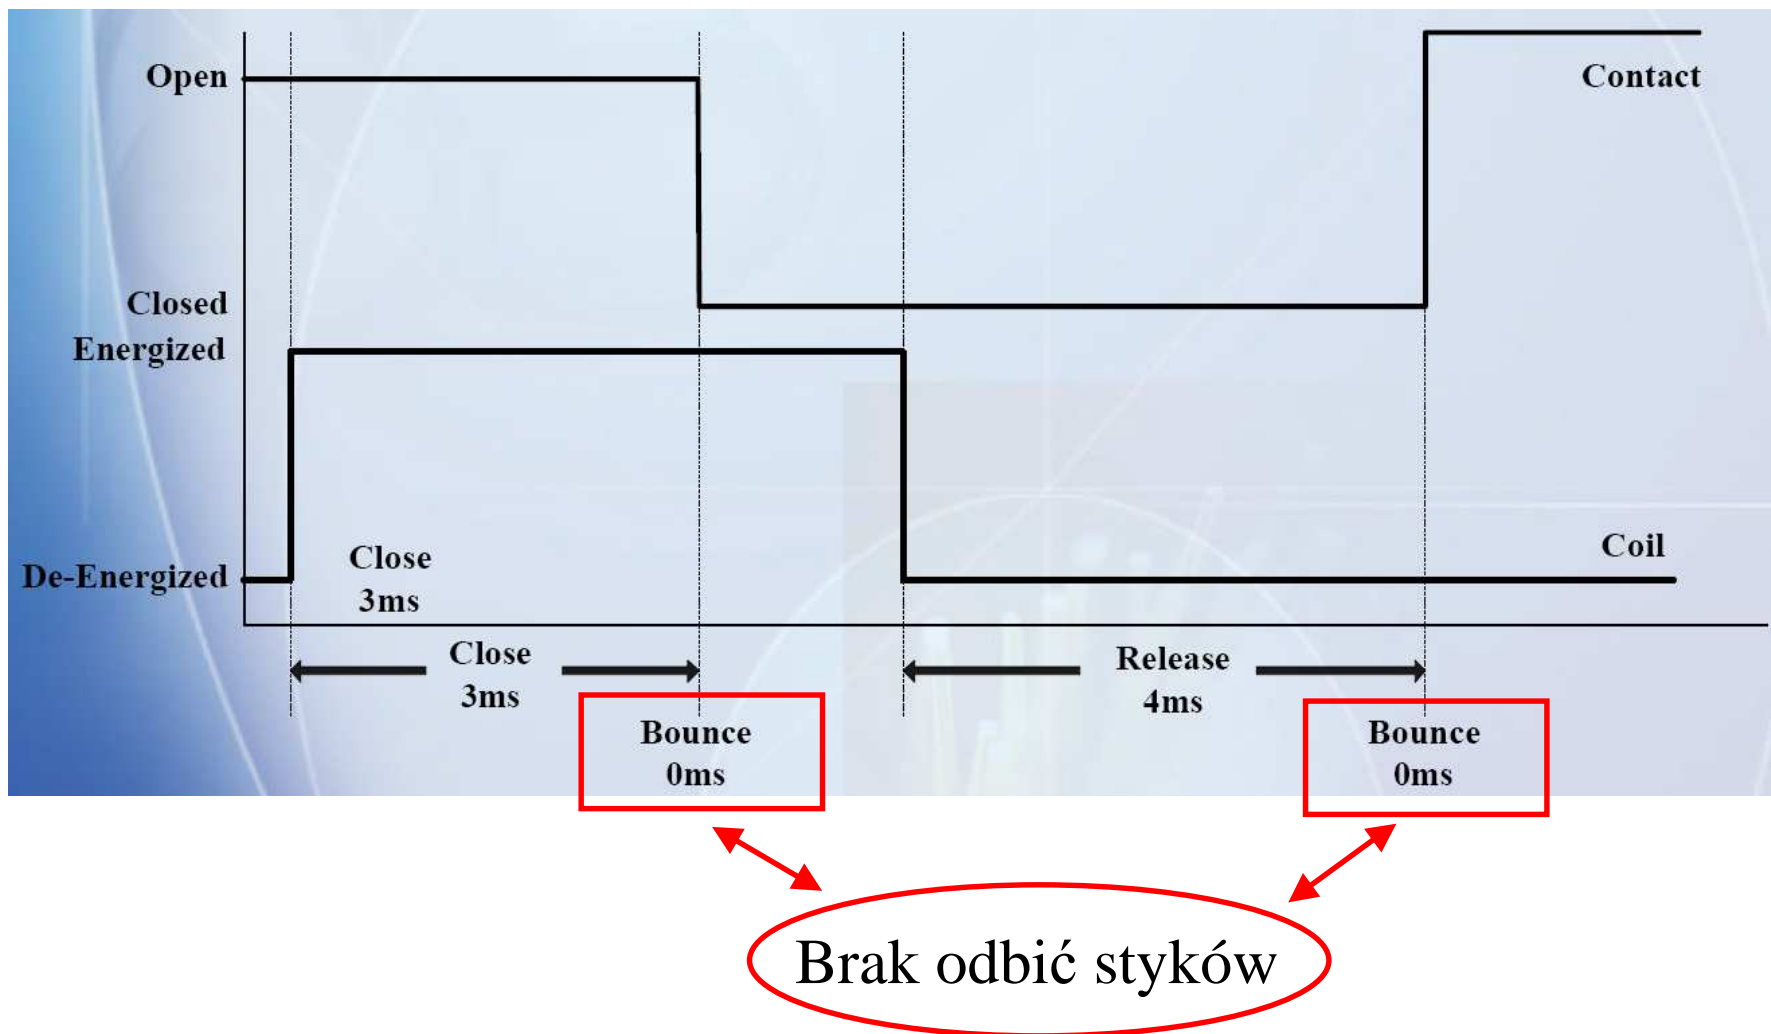 Open
Contact
Closed
Energized
De-Energized
Close
3ms
Coil
Close
3ms
Release
4ms
Bounce
0ms
Bounce
0ms
Brak odbić styków